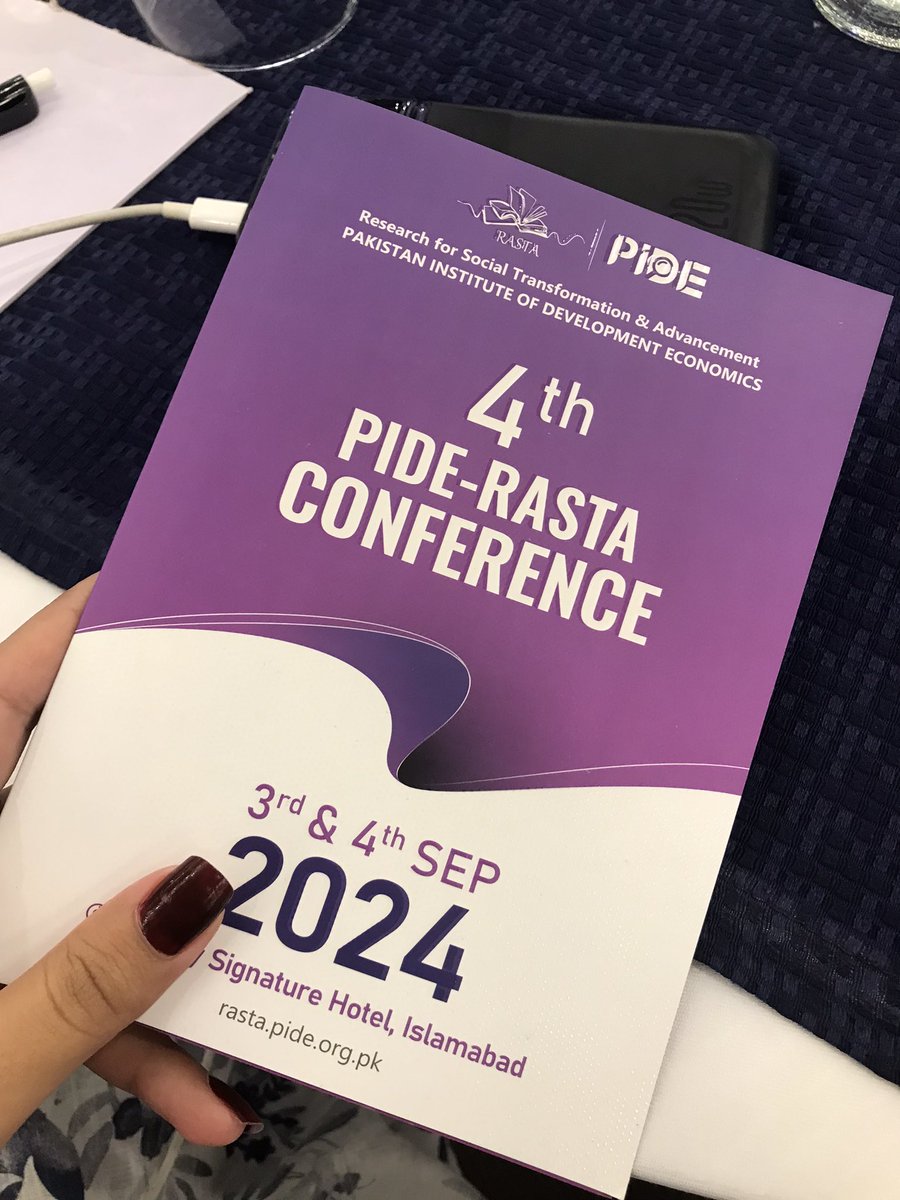 RASTA
PiDE
Research for Social Transformation & Advancement
PAKISTAN INSTITUTE OF DEVELOPMENT ECONOMICS
4th
PIDE-RASTA
CONFERENCE
3rd & 4th SEP
2024
@
Signature Hotel, Islamabad
rasta.pide.org.pk
20W